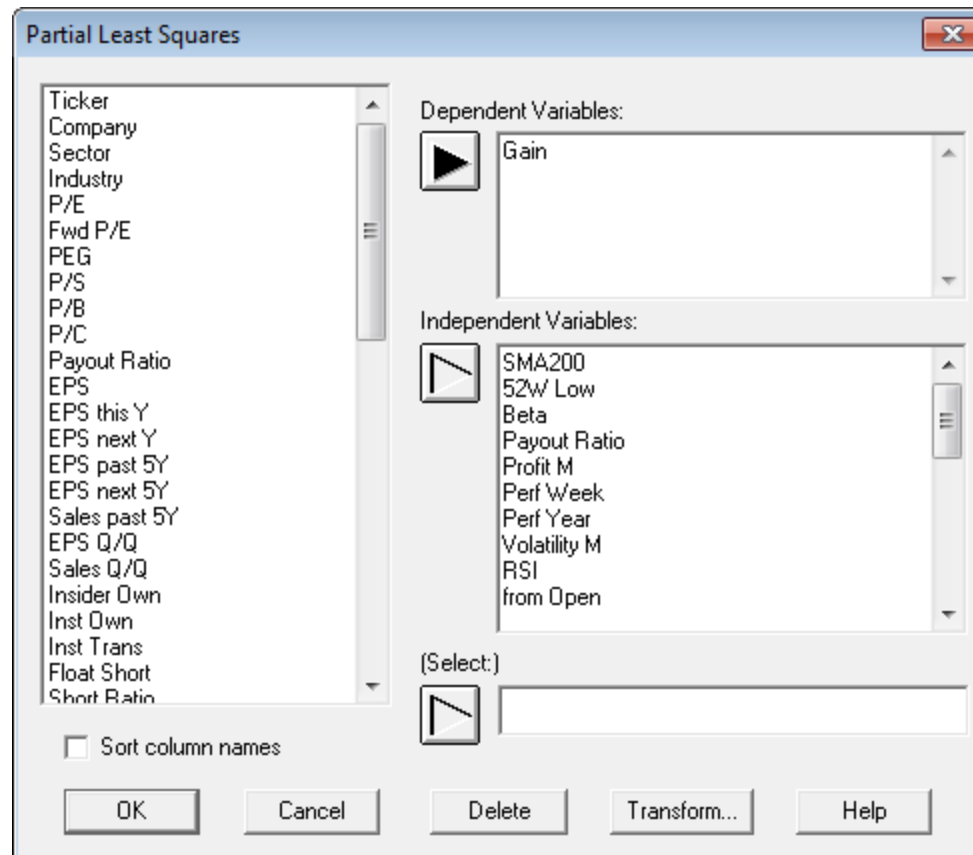 Partial Least Squares
Ticker
Company
Sector
Industry
P/E
Fwd P/E
PEG
P/S
P/B
P/C
Payout Ratio
EPS
EPS this Y
EPS next Y
EPS past 5Y
EPS next 5Y
Sales past 5Y
EPS Q/Q
Sales Q/Q
Insider Own
Inst Own
Inst Trans
Float Short
Short Ratio
Sort column names
Dependent Variables:
Gain
Independent Variables:
SMA200
52W Low
Beta
Payout Ratio
Profit M
Perf Week
Perf Year
Volatility M
RSI
from Open
(Select:)
OK
Cancel
Delete
Transform...
Help